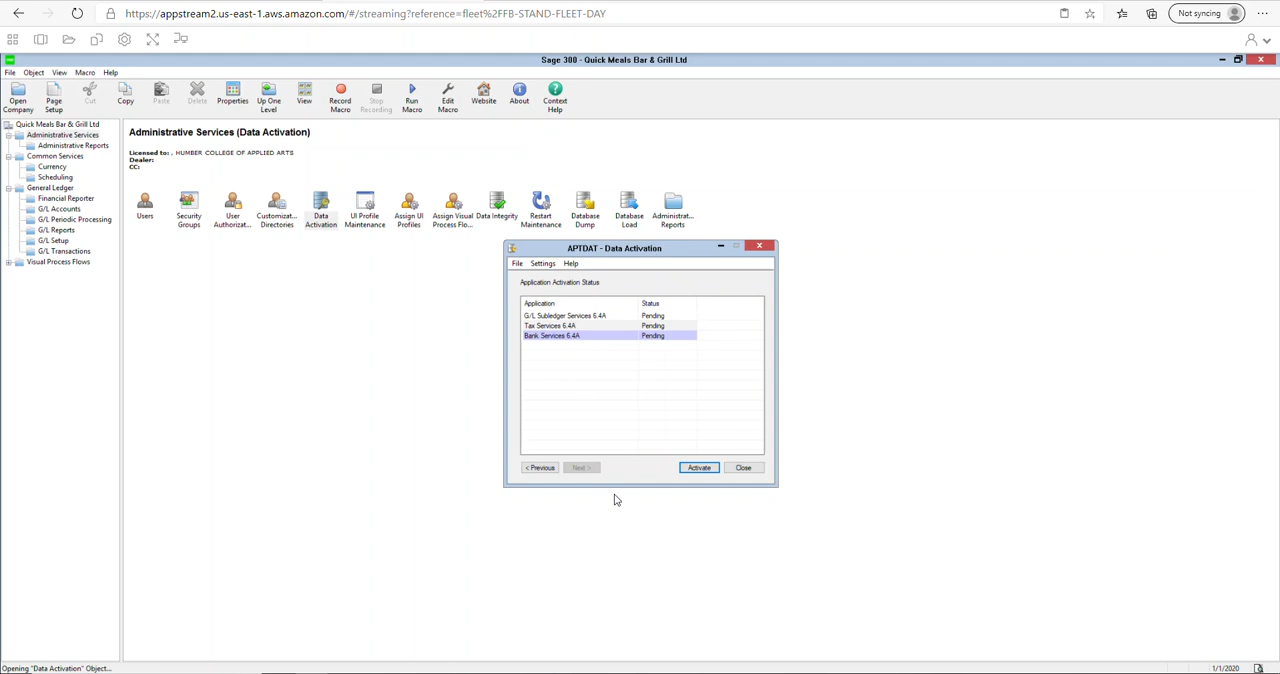 https://appstream2.us-east-1.aws.amazon.com/#/streaming?reference=fleet%2FFB-STAND-FLEET-DAY
Not syncing
Sage 300 - Quick Meals Bar & Grill Ltd
File Object View Macro Help
Open Company
Page Setup
Cut
Copy
Paste
Delete
Properties
Up One Level
View
Record Macro
Stop Recording
Run Macro
Edit Macro
Website
About
Context Help
Quick Meals Bar & Grill Ltd
Administrative Services
Administrative Reports
Common Services
Currency
Scheduling
General Ledger
Financial Reporter
G/L Accounts
G/L Periodic Processing
G/L Reports
G/L Setup
G/L Transactions
Visual Process Flows
Administrative Services (Data Activation)
Licensed to: , HUMBER COLLEGE OF APPLIED ARTS
Dealer:
CC:
Users
Security Groups
User Authorizat...
Customizat... Directories
Data Activation
UI Profile Maintenance
Assign UI Profiles
Assign Visual Process Flo...
Data Integrity
Restart Maintenance
Database Dump
Database Load
Administrat... Reports
APTDAT - Data Activation
File Settings Help
Application Activation Status
Application Status
G/L Subledger Services 6.4A Pending
Tax Services 6.4A Pending
Bank Services 6.4A Pending
< Previous Next > Activate Close
Opening "Data Activation" Object...
1/1/2020